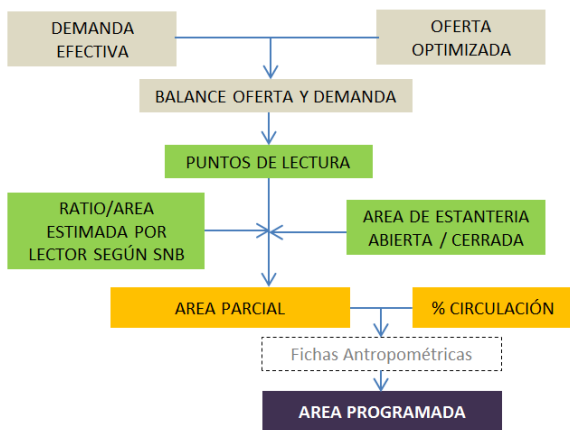 DEMANDA
EFECTIVA
OFERTA
OPTIMIZADA
BALANCE OFERTA Y DEMANDA
PUNTOS DE LECTURA
RATIO/AREA
ESTIMADA POR
LECTOR SEGÚN SNB
AREA DE ESTANTERIA
ABIERTA / CERRADA
AREA PARCIAL
% CIRCULACIÓN
Fichas Antropométricas
AREA PROGRAMADA